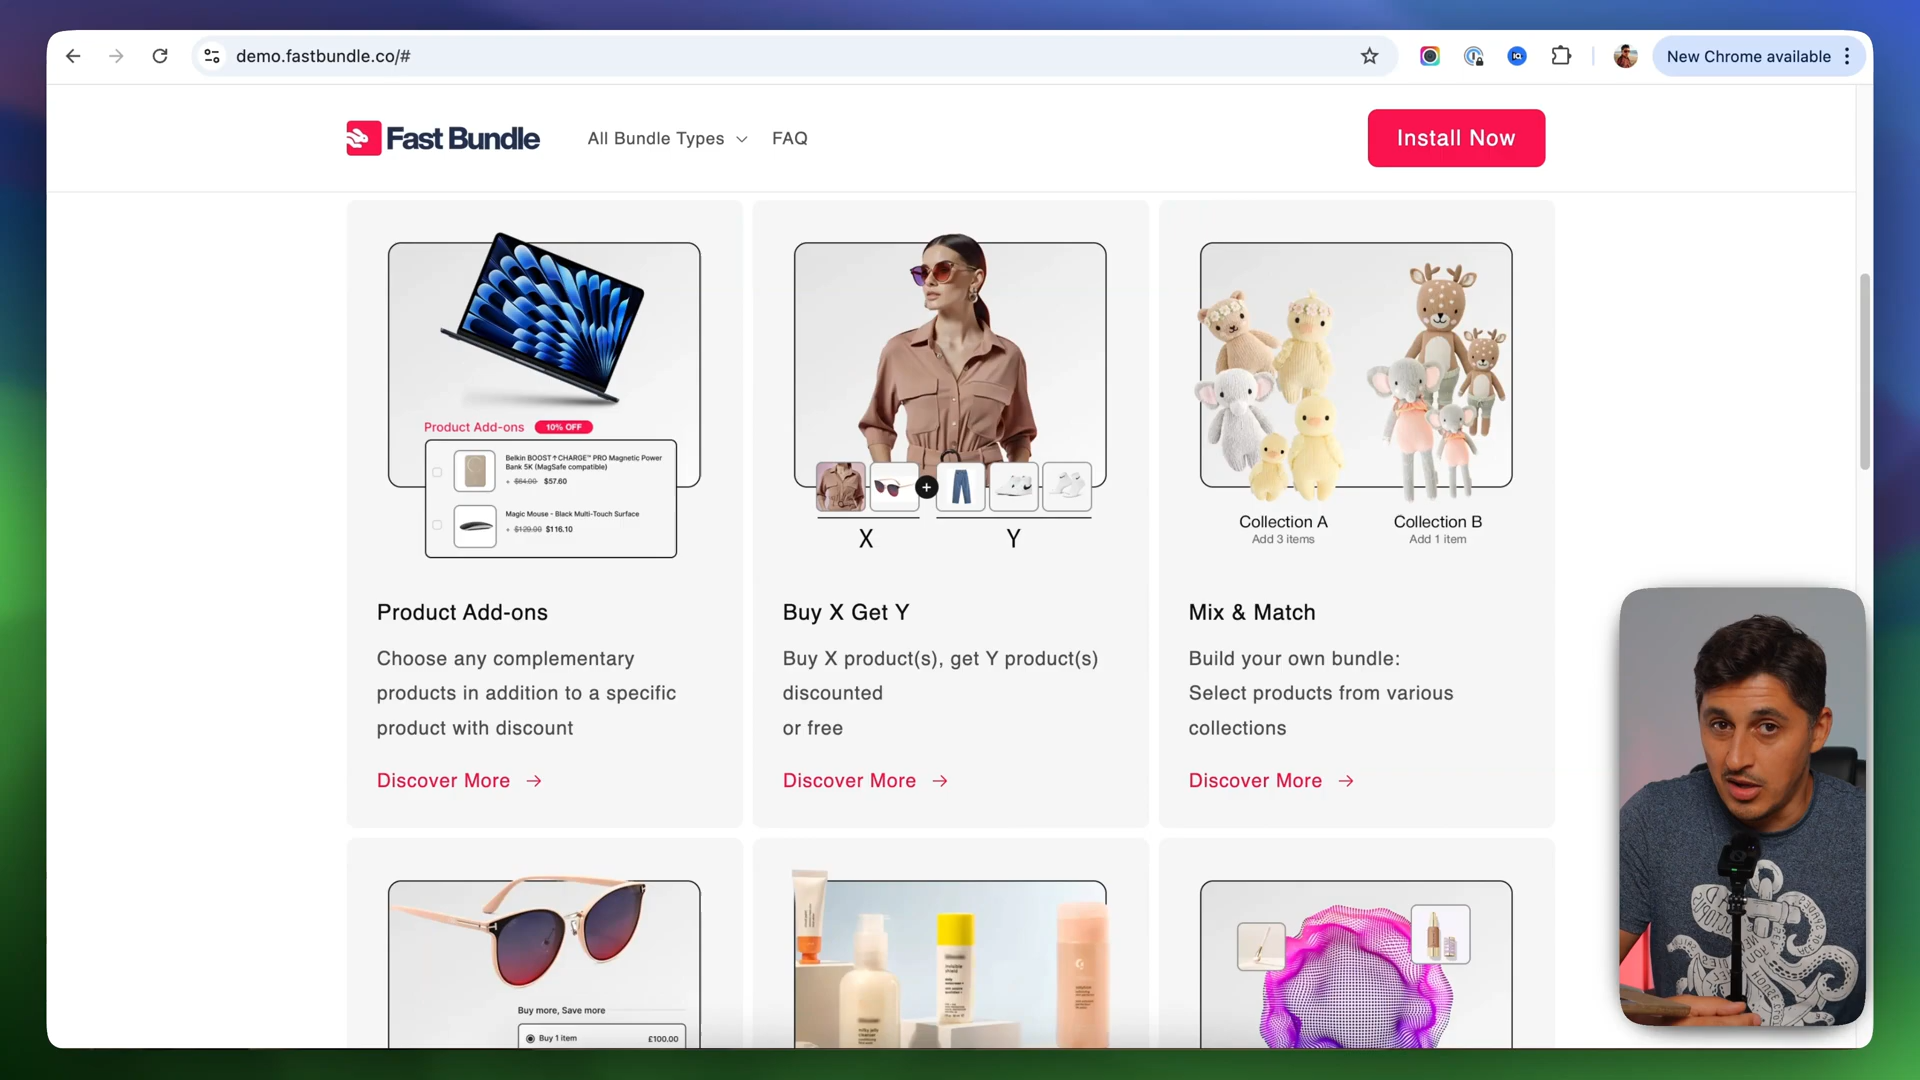 demo.fastbundle.co/#
New Chrome available
Fast Bundle
All Bundle Types
FAQ
Install Now
Product Add-ons
10% OFF
Belkin BOOST↑CHARGE™ PRO Magnetic Power
Bank 5K (MagSafe compatible)
+ $64.00 $57.60
Magic Mouse - Black Multi-Touch Surface
+ $129.00 $116.10
X
Y
Collection A
Add 3 items
Collection B
Add 1 item
Product Add-ons
Choose any complementary
products in addition to a specific
product with discount
Discover More →
Buy X Get Y
Buy X product(s), get Y product(s)
discounted
or free
Discover More →
Mix & Match
Build your own bundle:
Select products from various
collections
Discover More →
Buy more, Save more
Buy 1 item
£100.00